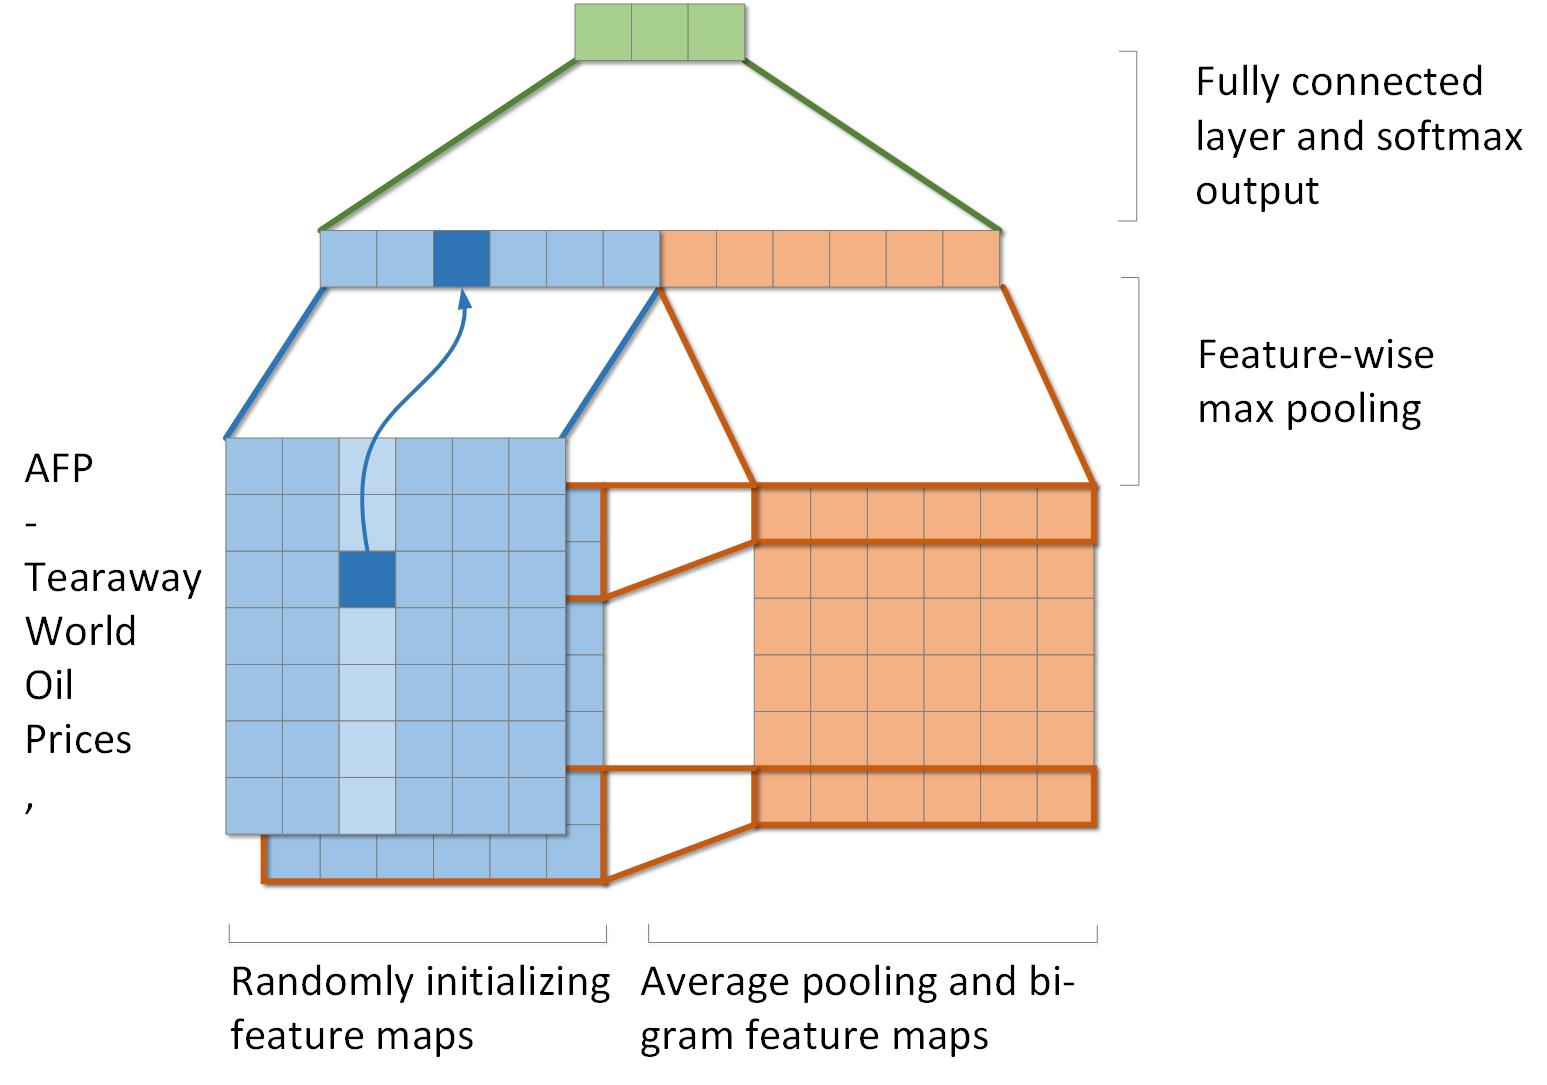 Fully connected
layer and softmax
output
Feature-wise
max pooling
AFP
-
Tearaway
World
Oil
Prices
,
Randomly initializing
feature maps
Average pooling and bi-
gram feature maps